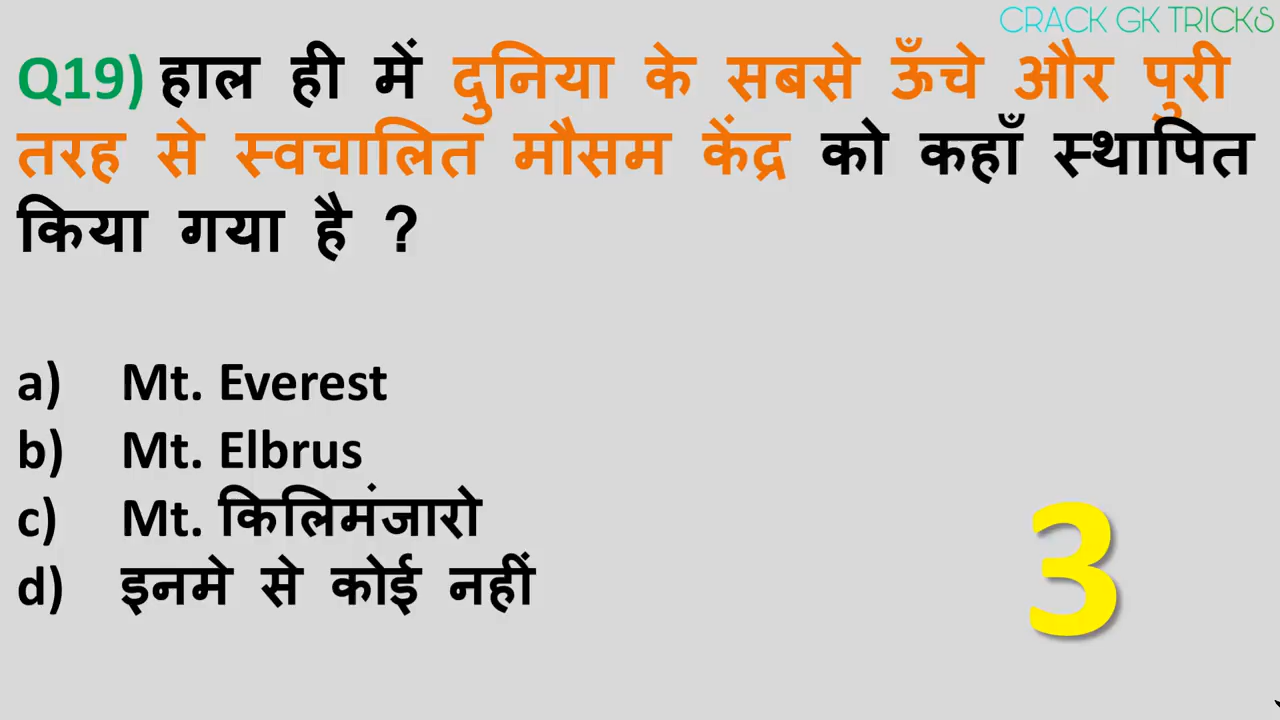 CRACK GK TRICKS
Q19) हाल ही में दुनिया के सबसे ऊँचे और पुरी
तरह से स्वचालित मौसम केंद्र को कहाँ स्थापित
किया गया है ?
a) Mt. Everest
b) Mt. Elbrus
c) Mt. किलिमंजारो
d) इनमे से कोई नहीं
3